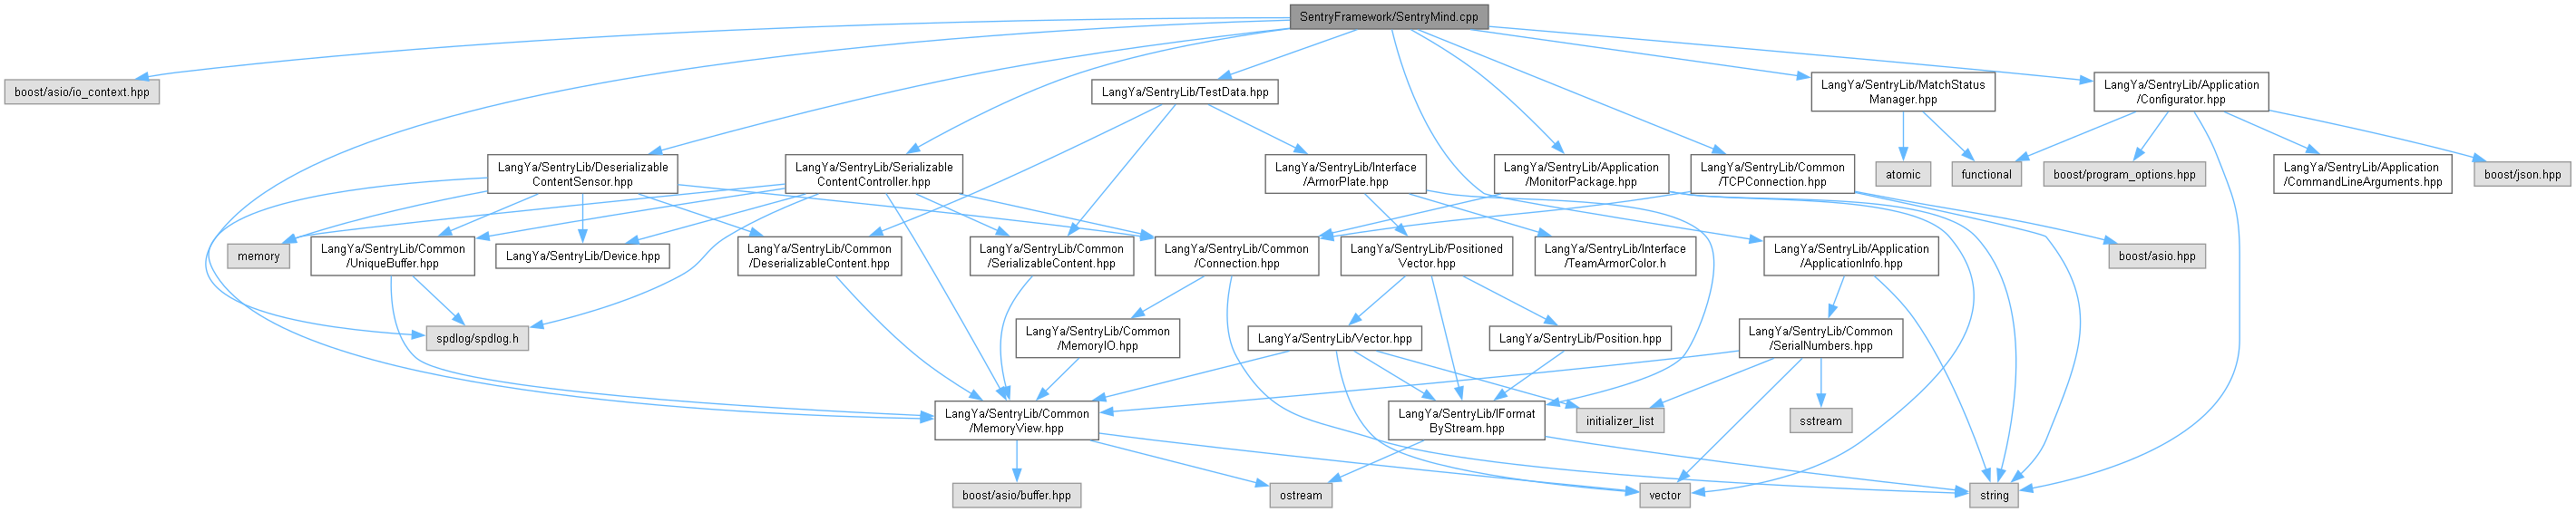 SentryFramework/SentryMind.cpp
boost/asio/io_context.hpp
LangYa/SentryLib/TestData.hpp
LangYa/SentryLib/MatchStatus
Manager.hpp
LangYa/SentryLib/Application
/Configurator.hpp
LangYa/SentryLib/Deserializable
ContentSensor.hpp
LangYa/SentryLib/Serializable
ContentController.hpp
LangYa/SentryLib/Interface
/ArmorPlate.hpp
LangYa/SentryLib/Application
/MonitorPackage.hpp
LangYa/SentryLib/Common
/TCPConnection.hpp
atomic
functional
boost/program_options.hpp
LangYa/SentryLib/Application
/CommandLineArguments.hpp
boost/json.hpp
memory
LangYa/SentryLib/Common
/UniqueBuffer.hpp
LangYa/SentryLib/Device.hpp
LangYa/SentryLib/Common
/DeserializableContent.hpp
LangYa/SentryLib/Common
/SerializableContent.hpp
LangYa/SentryLib/Common
/Connection.hpp
LangYa/SentryLib/Positioned
Vector.hpp
LangYa/SentryLib/Interface
/TeamArmorColor.h
LangYa/SentryLib/Application
/ApplicationInfo.hpp
boost/asio.hpp
spdlog/spdlog.h
LangYa/SentryLib/Common
/MemoryIO.hpp
LangYa/SentryLib/Vector.hpp
LangYa/SentryLib/Position.hpp
LangYa/SentryLib/Common
/SerialNumbers.hpp
LangYa/SentryLib/Common
/MemoryView.hpp
LangYa/SentryLib/IFormat
ByStream.hpp
initializer_list
sstream
boost/asio/buffer.hpp
ostream
vector
string